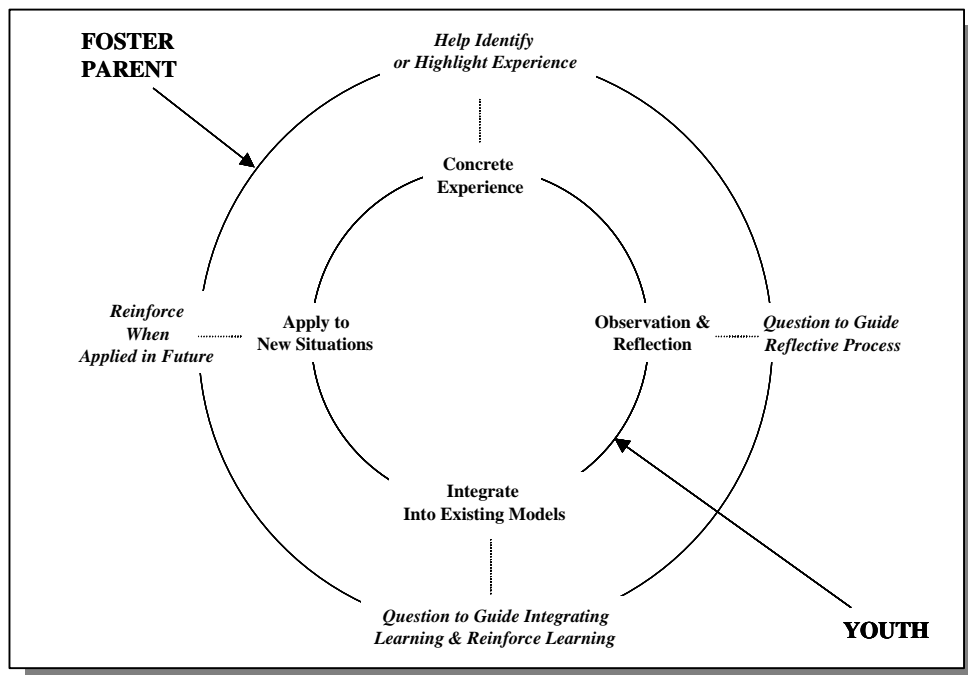 FOSTER
PARENT
Help Identify
or Highlight Experience
Concrete
Experience
Reinforce
When
Applied in Future
Apply to
New Situations
Observation &
Reflection
Question to Guide
Reflective Process
Integrate
Into Existing Models
Question to Guide Integrating
Learning & Reinforce Learning
YOUTH